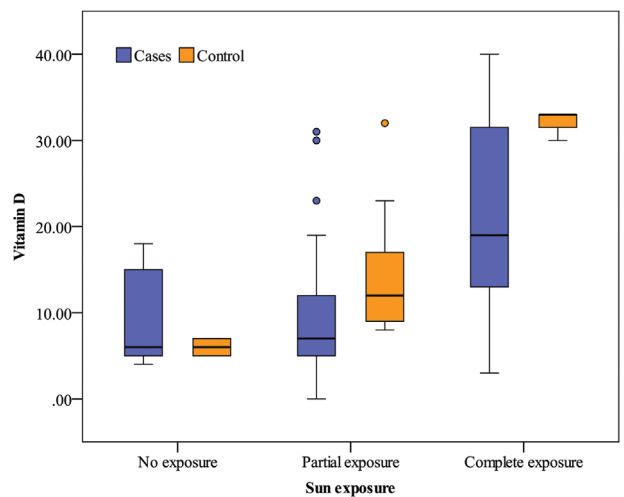 Cases Control
Vitamin D
40.00
30.00
20.00
10.00
.00
No exposure Partial exposure Complete exposure
Sun exposure